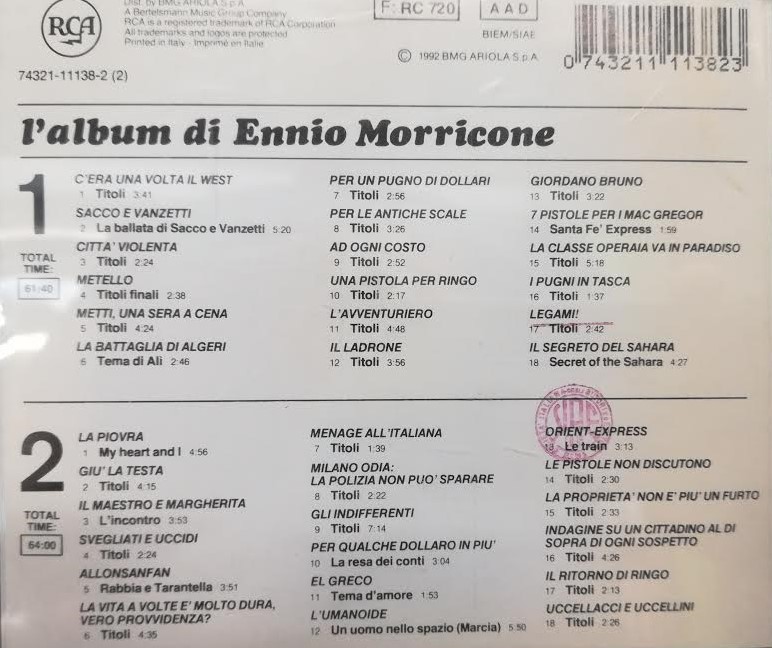 RCA
Dist. by BMG ARIOLA S.p.A.
A Bertelsmann Music Group Company
RCA is a registered trademark of RCA Corporation
All trademarks and logos are protected
Printed in Italy - Imprimé en Italie
F: RC 720
A A D
BIEM/SIAE
© 1992 BMG ARIOLA S.p.A.
0 743211 113823
74321-11138-2 (2)
l'album di Ennio Morricone
1
TOTAL
TIME:
61:40
C'ERA UNA VOLTA IL WEST
1 Titoli 3:41
SACCO E VANZETTI
2 La ballata di Sacco e Vanzetti 5:20
CITTA' VIOLENTA
3 Titoli 2:24
METELLO
4 Titoli finali 2:38
METTI, UNA SERA A CENA
5 Titoli 4:24
LA BATTAGLIA DI ALGERI
6 Tema di Ali 2:46
PER UN PUGNO DI DOLLARI
7 Titoli 2:56
PER LE ANTICHE SCALE
8 Titoli 3:26
AD OGNI COSTO
9 Titoli 2:52
UNA PISTOLA PER RINGO
10 Titoli 2:17
L'AVVENTURIERO
11 Titoli 4:48
IL LADRONE
12 Titoli 3:56
GIORDANO BRUNO
13 Titoli 3:22
7 PISTOLE PER I MAC GREGOR
14 Santa Fe' Express 1:59
LA CLASSE OPERAIA VA IN PARADISO
15 Titoli 5:18
I PUGNI IN TASCA
16 Titoli 1:37
LEGAMI!
17 Titoli 2:42
IL SEGRETO DEL SAHARA
18 Secret of the Sahara 4:27
2
TOTAL
TIME:
64:00
LA PIOVRA
1 My heart and I 4:56
GIU' LA TESTA
2 Titoli 4:15
IL MAESTRO E MARGHERITA
3 L'incontro 3:53
SVEGLIATI E UCCIDI
4 Titoli 2:24
ALLONSANFAN
5 Rabbia e Tarantella 3:51
LA VITA A VOLTE E' MOLTO DURA,
VERO PROVVIDENZA?
6 Titoli 4:35
MENAGE ALL'ITALIANA
7 Titoli 1:39
MILANO ODIA:
LA POLIZIA NON PUO' SPARARE
8 Titoli 2:22
GLI INDIFFERENTI
9 Titoli 7:14
PER QUALCHE DOLLARO IN PIU'
10 La resa dei conti 3:04
EL GRECO
11 Tema d'amore 1:53
L'UMANOIDE
12 Un uomo nello spazio (Marcia) 5:50
ORIENT-EXPRESS
13 Le train 3:13
LE PISTOLE NON DISCUTONO
14 Titoli 2:30
LA PROPRIETA' NON E' PIU' UN FURTO
15 Titoli 2:33
INDAGINE SU UN CITTADINO AL DI
SOPRA DI OGNI SOSPETTO
16 Titoli 4:26
IL RITORNO DI RINGO
17 Titoli 2:13
UCCELLACCI E UCCELLINI
18 Titoli 2:26